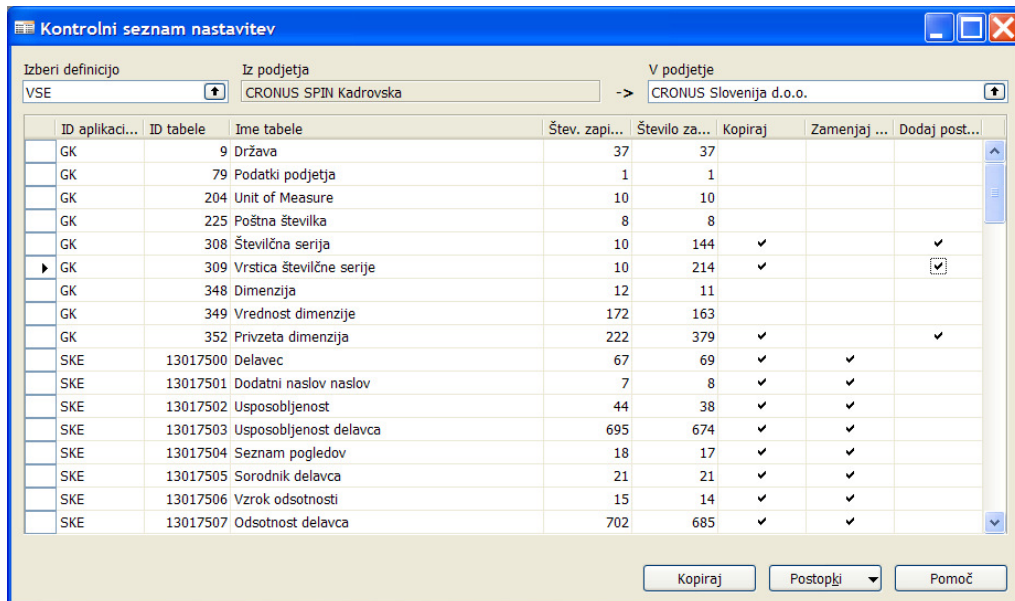 Kontrolni seznam nastavitev
Izberi definicijo Iz podjetja V podjetje
VSE CRONUS SPIN Kadrovska -> CRONUS Slovenija d.o.o.
ID aplikaci... ID tabele Ime tabele Štev. zapi... Število za... Kopiraj Zamenjaj ... Dodaj post...
GK 9 Država 37 37
GK 79 Podatki podjetja 1 1
GK 204 Unit of Measure 10 10
GK 225 Poštna številka 8 8
GK 308 Številčna serija 10 144 ✔ ✔
GK 309 Vrstica številčne serije 10 214 ✔ ✔
GK 348 Dimenzija 12 11
GK 349 Vrednost dimenzije 172 163
GK 352 Privzeta dimenzija 222 379 ✔ ✔
SKE 13017500 Delavec 67 69 ✔ ✔
SKE 13017501 Dodatni naslov naslov 7 8 ✔ ✔
SKE 13017502 Usposobljenost 44 38 ✔ ✔
SKE 13017503 Usposobljenost delavca 695 674 ✔ ✔
SKE 13017504 Seznam pogledov 18 17 ✔ ✔
SKE 13017505 Sorodnik delavca 21 21 ✔ ✔
SKE 13017506 Vzrok odsotnosti 15 14 ✔ ✔
SKE 13017507 Odsotnost delavca 702 685 ✔ ✔
Kopiraj Postopki Pomoč